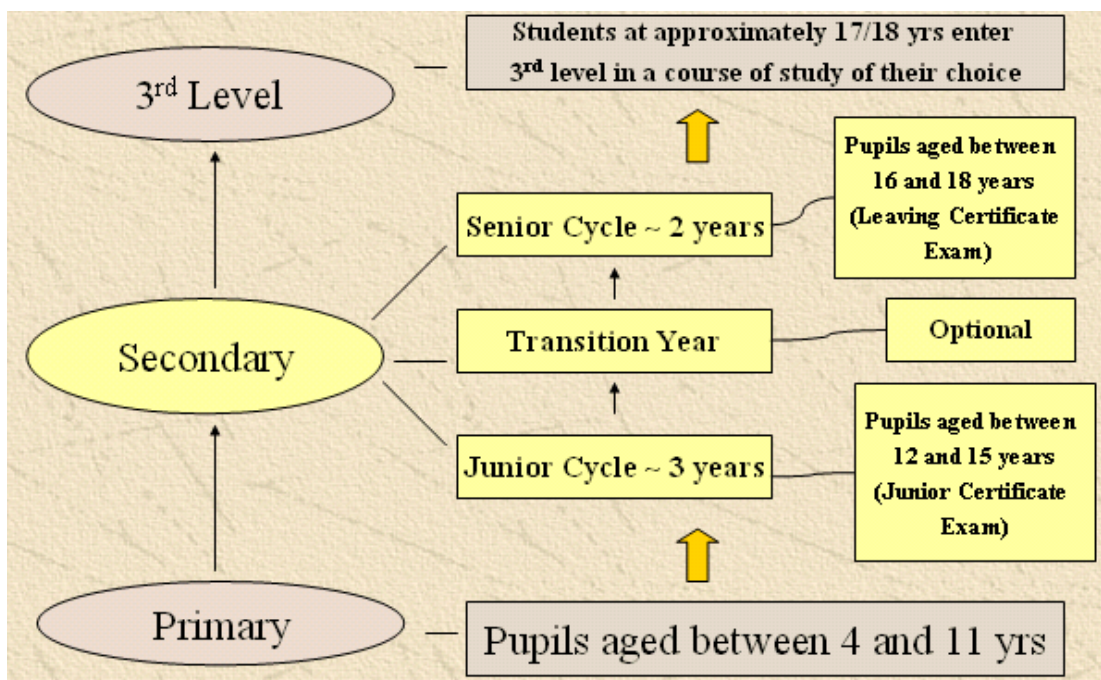 Students at approximately 17/18 yrs enter
3rd level in a course of study of their choice
3rd Level
Pupils aged between
16 and 18 years
(Leaving Certificate
Exam)
Senior Cycle ~ 2 years
Secondary
Transition Year
Optional
Junior Cycle ~ 3 years
Pupils aged between
12 and 15 years
(Junior Certificate
Exam)
Primary
Pupils aged between 4 and 11 yrs